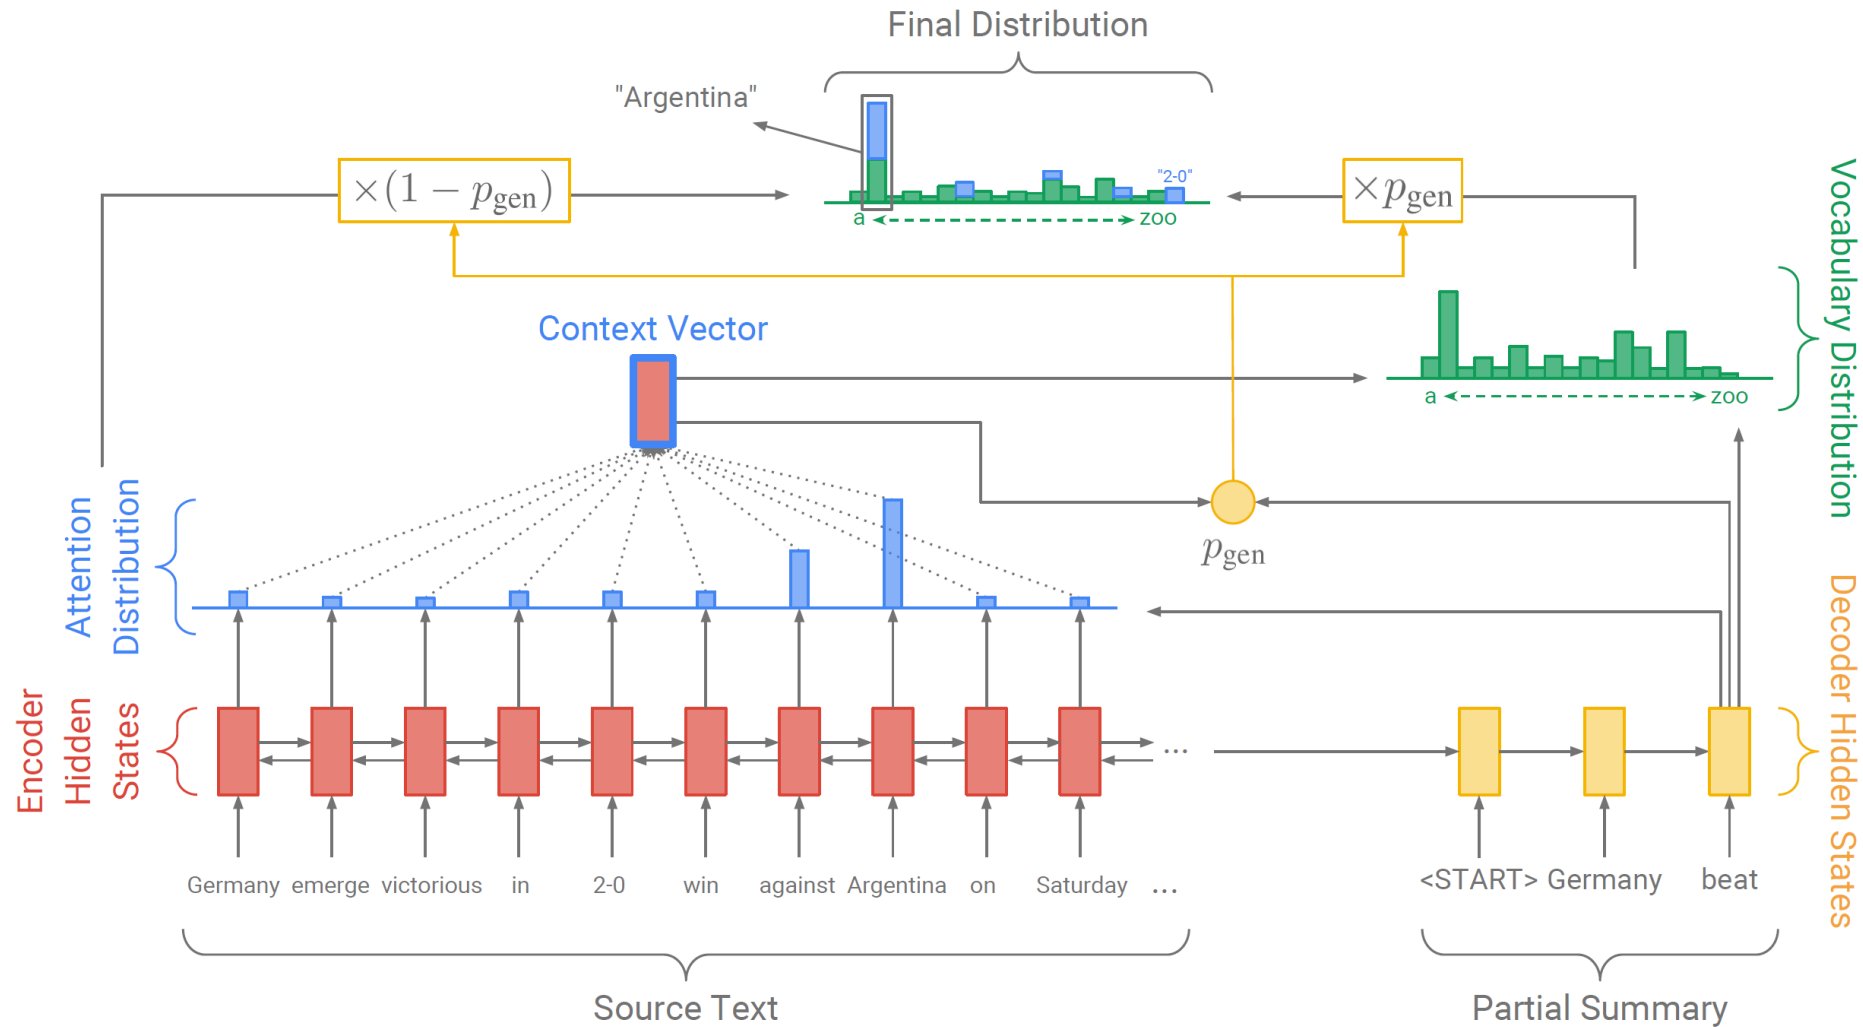 Final Distribution
"Argentina"
×(1 − pgen)
×pgen
"2-0"
a
zoo
Context Vector
Vocabulary Distribution
a
zoo
Attention
Distribution
pgen
Encoder
Hidden
States
Decoder Hidden States
...
Germany emerge victorious in 2-0 win against Argentina on Saturday ...
<START> Germany beat
Source Text
Partial Summary